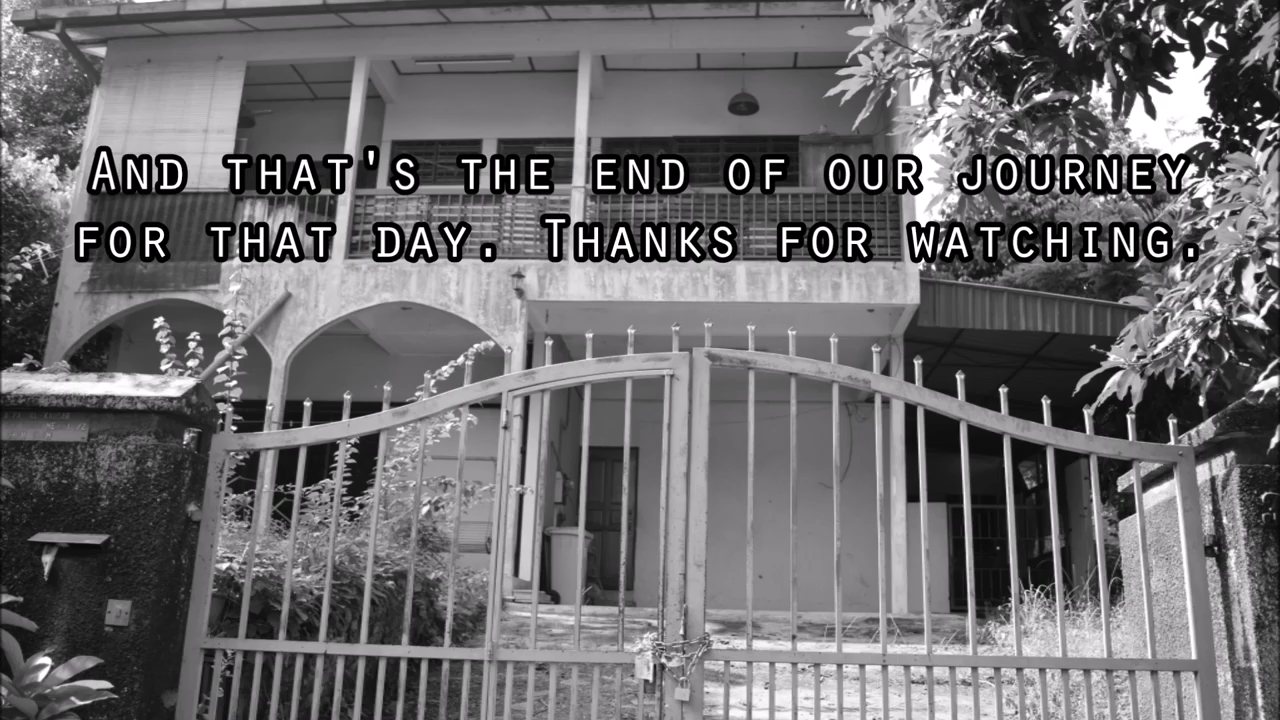 And that's the end of our journey
for that day. Thanks for watching.